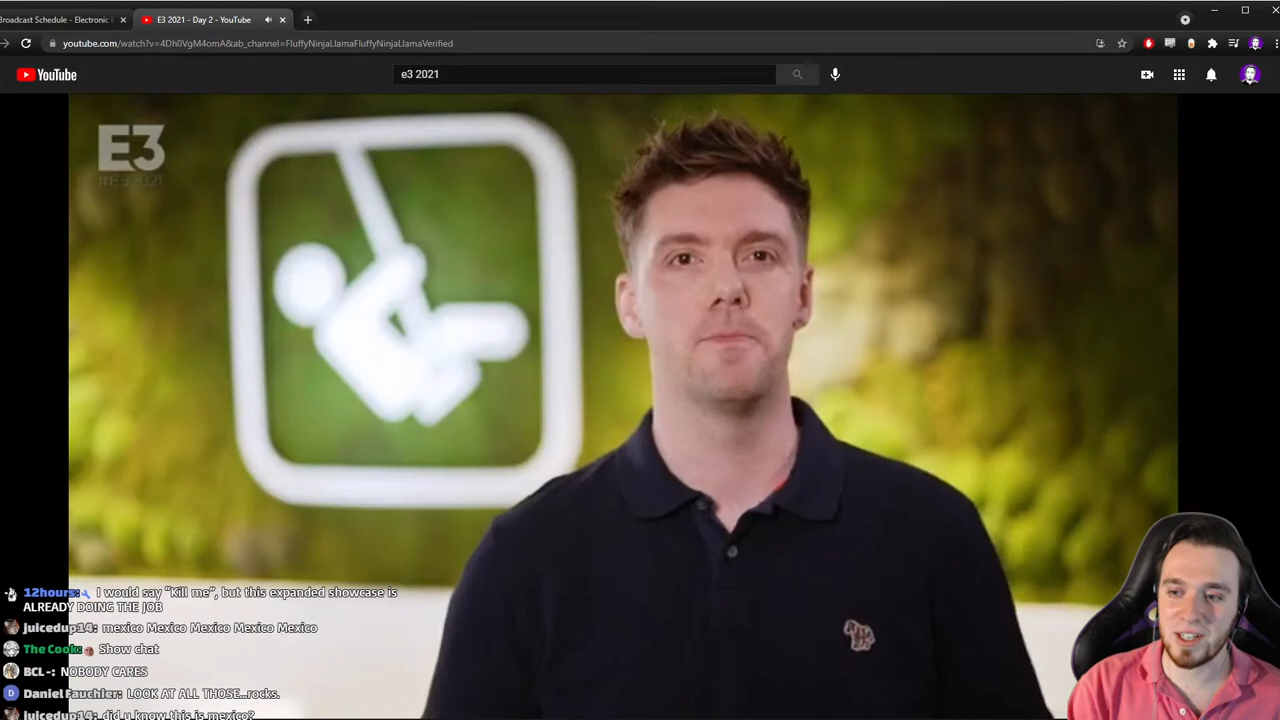 Broadcast Schedule - Electronic
E3 2021 - Day 2 - YouTube
youtube.com/watch?v=4Dh0VgM4omA&ab_channel=FluffyNinjaLlamaFluffyNinjaLlamaVerified
YouTube
e3 2021
E3
#E32021
12hours: I would say “Kill me”, but this expanded showcase is
ALREADY DOING THE JOB
juicedup14: mexico Mexico Mexico Mexico Mexico
The Cook: Show chat
BCL -: NOBODY CARES
D Daniel Fauchier: LOOK AT ALL THOSE...rocks.
juicedup14: did u know this is mexico?